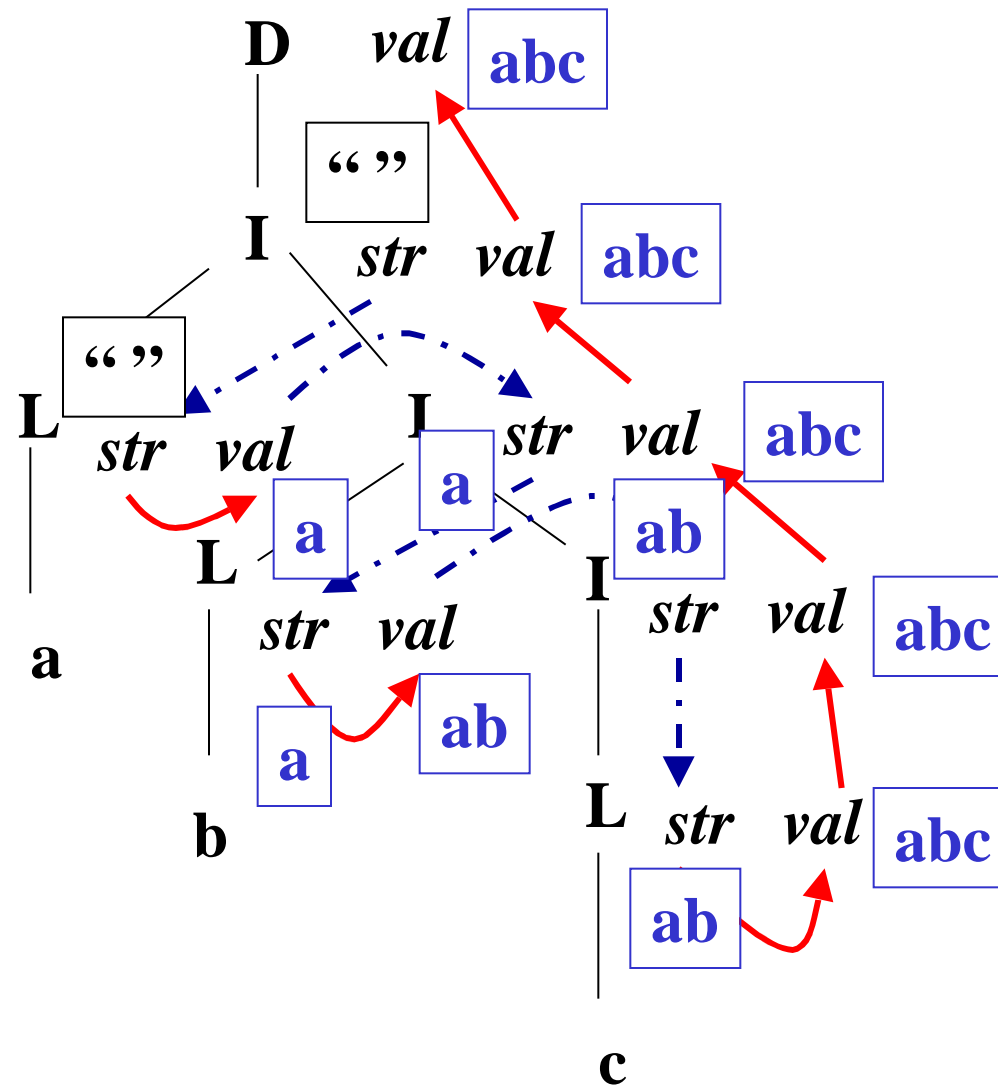 D val abc
“ ”
I str val abc
“ ”
L str val I str val abc
a a ab
L str val I str val abc
a
a ab
b L str val abc
ab
c